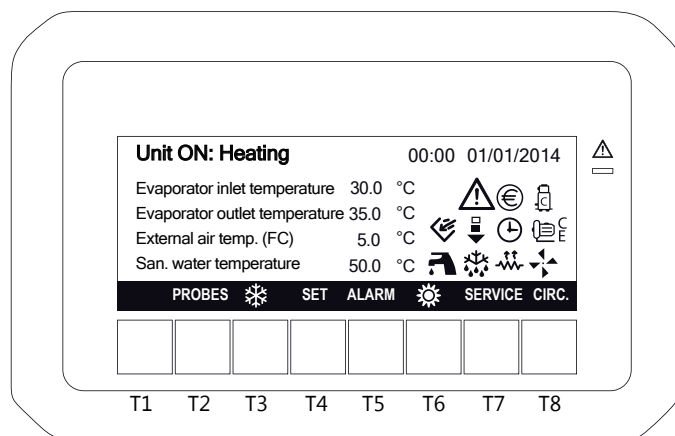 Unit ON: Heating 00:00 01/01/2014
Evaporator inlet temperature 30.0 °C
Evaporator outlet temperature 35.0 °C
External air temp. (FC) 5.0 °C
San. water temperature 50.0 °C
C
C
E
PROBES SET ALARM SERVICE CIRC.
T1 T2 T3 T4 T5 T6 T7 T8